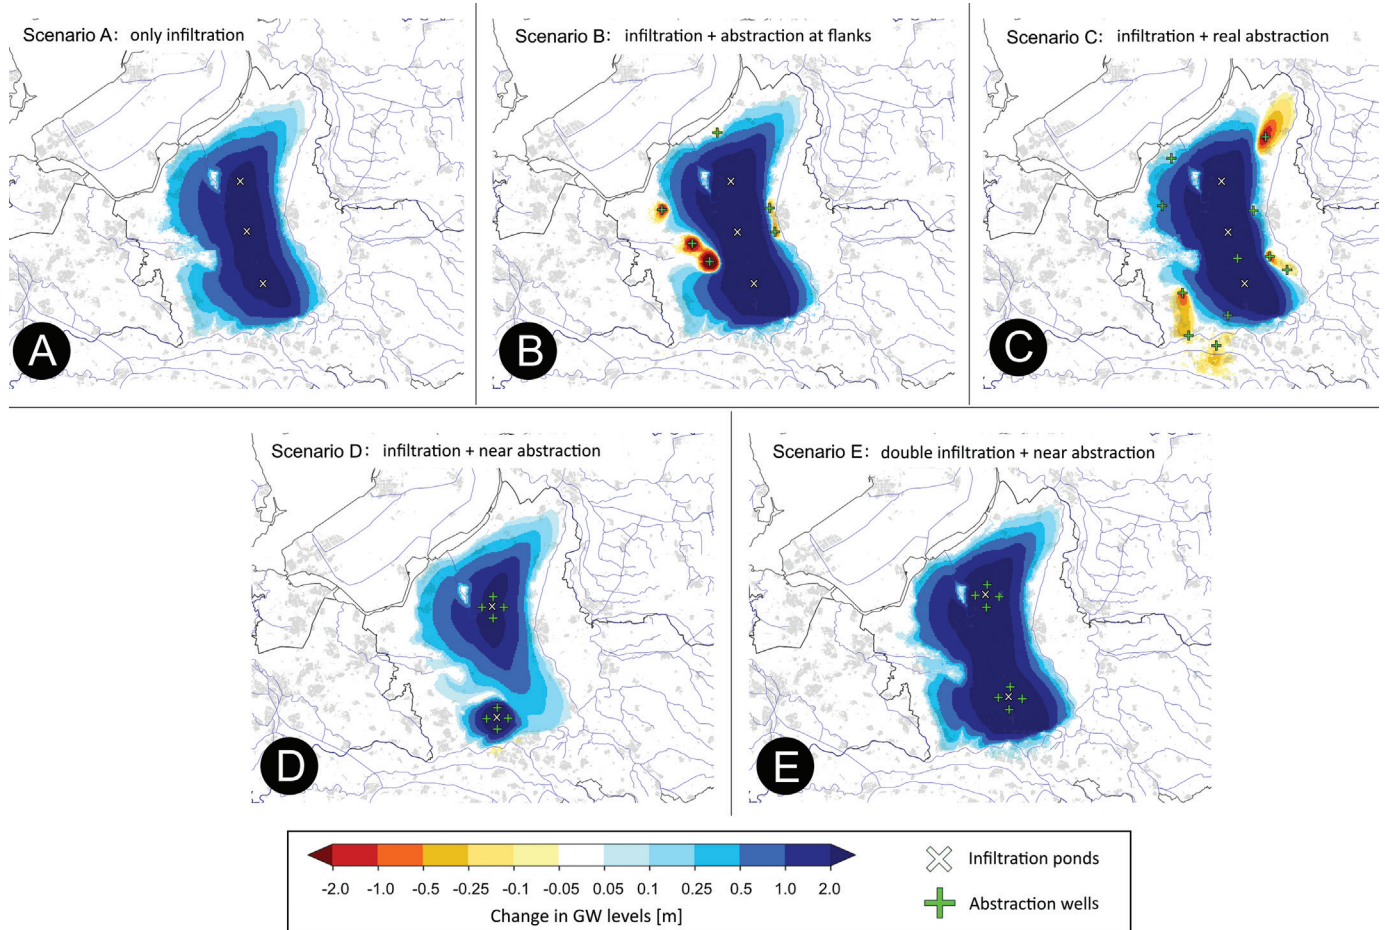 Scenario A: only infiltration
A
Scenario B: infiltration + abstraction at flanks
B
Scenario C: infiltration + real abstraction
C
Scenario D: infiltration + near abstraction
D
Scenario E: double infiltration + near abstraction
E
-2.0 -1.0 -0.5 -0.25 -0.1 -0.05 0.05 0.1 0.25 0.5 1.0 2.0
Change in GW levels [m]
Infiltration ponds
Abstraction wells